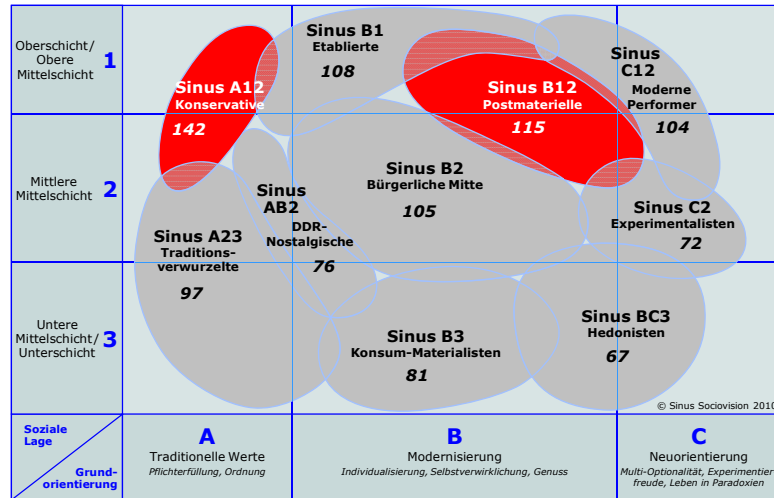 Oberschicht/
Obere
Mittelschicht
1
Sinus B1
Etablierte
108
Sinus A12
Konservative
142
Sinus B12
Postmaterielle
115
Sinus
C12
Moderne
Performer
104
Mittlere
Mittelschicht
2
Sinus
AB2
DDR-
Nostalgische
76
Sinus B2
Bürgerliche Mitte
105
Sinus C2
Experimentalisten
72
Sinus A23
Traditions-
verwurzelte
97
Untere
Mittelschicht/
Unterschicht
3
Sinus B3
Konsum-Materialisten
81
Sinus BC3
Hedonisten
67
© Sinus Sociovision 2010
Soziale
Lage
Grund-
orientierung
A
Traditionelle Werte
Pflichterfüllung, Ordnung
B
Modernisierung
Individualisierung, Selbstverwirklichung, Genuss
C
Neuorientierung
Multi-Optionalität, Experimentier
freude, Leben in Paradoxien